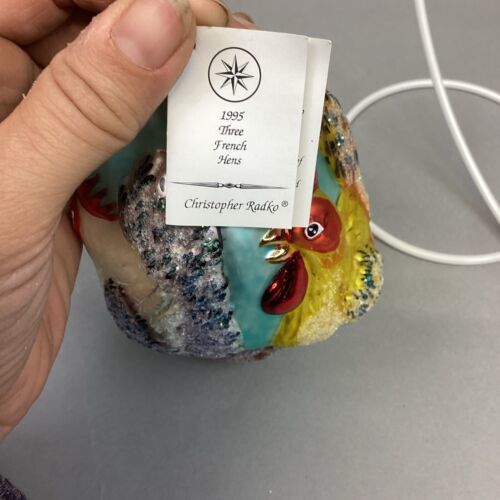 1995
Three
French
Hens
Christopher Radko®